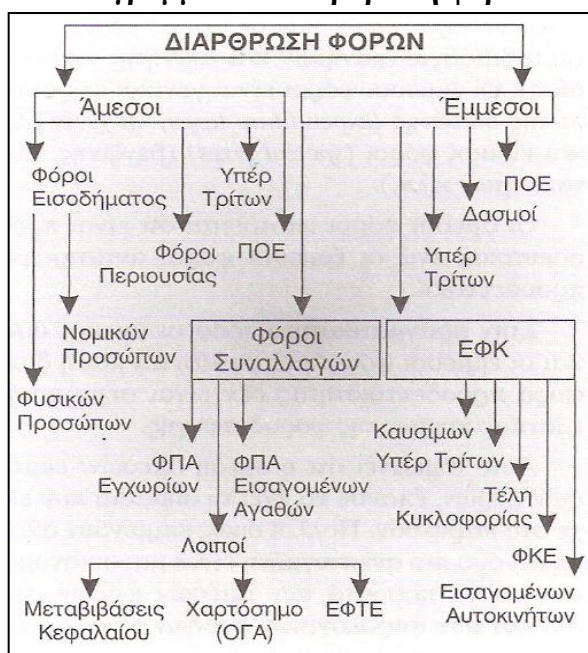 ΔΙΑΡΘΡΩΣΗ ΦΟΡΩΝ
Άμεσοι
Έμμεσοι
Φόροι
Εισοδήματος
Υπέρ
Τρίτων
ΠΟΕ
Δασμοί
Φόροι
Περιουσίας
ΠΟΕ
Υπέρ
Τρίτων
Νομικών
Προσώπων
Φόροι
Συναλλαγών
ΕΦΚ
Φυσικών
Προσώπων
Καυσίμων
ΦΠΑ
Εγχωρίων
ΦΠΑ
Εισαγομένων
Αγαθών
Υπέρ Τρίτων
Τέλη
Κυκλοφορίας
Λοιποί
ΦΚΕ
Μεταβιβάσεις
Κεφαλαίου
Χαρτόσημο
(ΟΓΑ)
ΕΦΤΕ
Εισαγομένων
Αυτοκινήτων